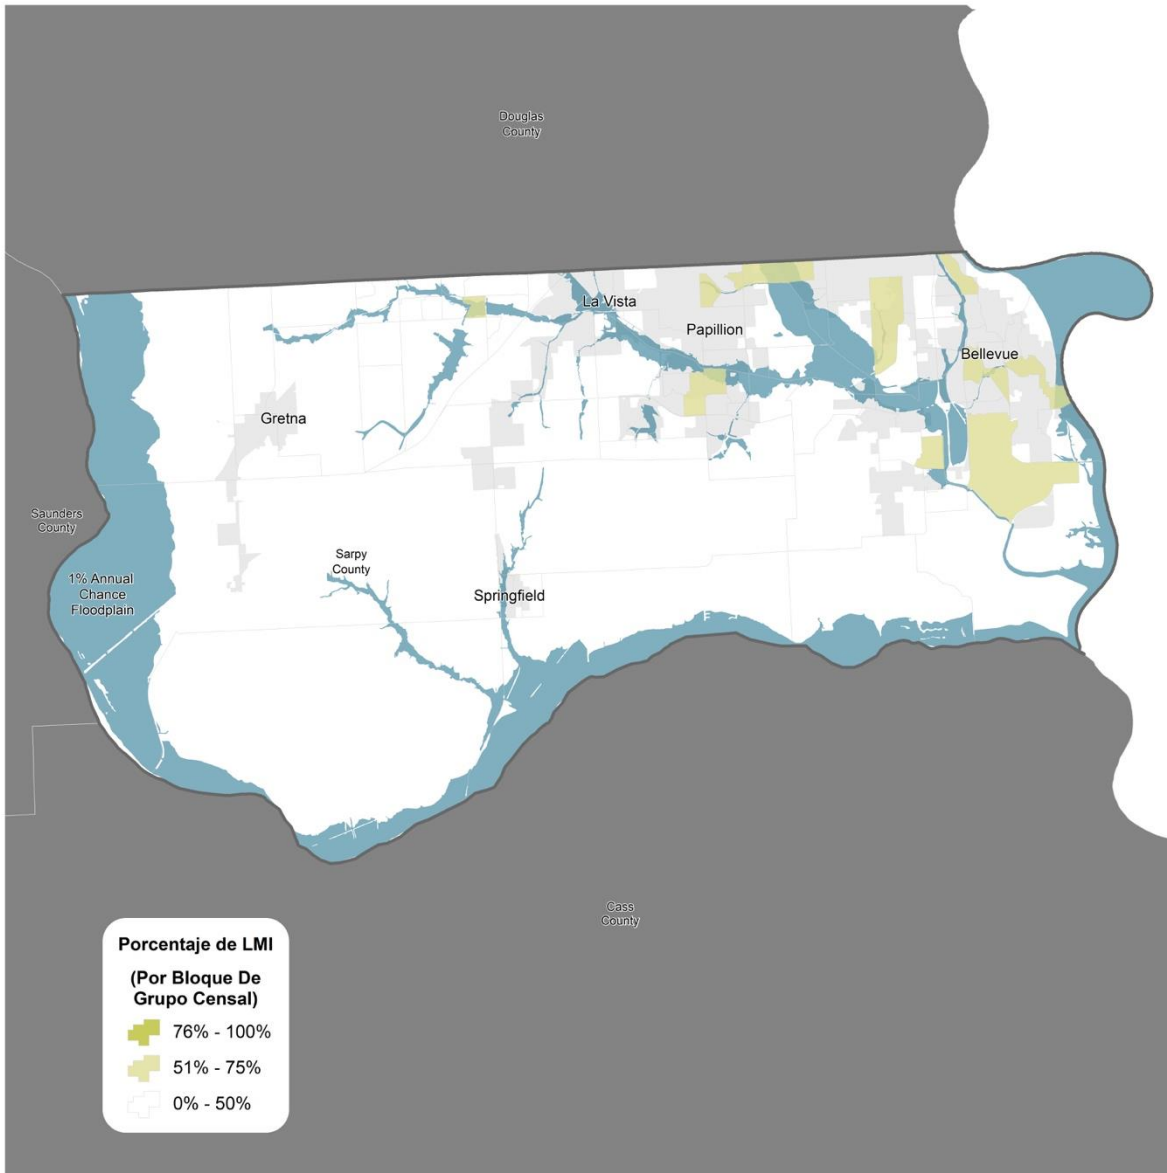 Douglas
County
La Vista
Papillion
Bellevue
Gretna
Saunders
County
Sarpy
County
1% Annual
Chance
Floodplain
Springfield
Cass
County
Porcentaje de LMI
(Por Bloque De
Grupo Censal)
76% - 100%
51% - 75%
0% - 50%